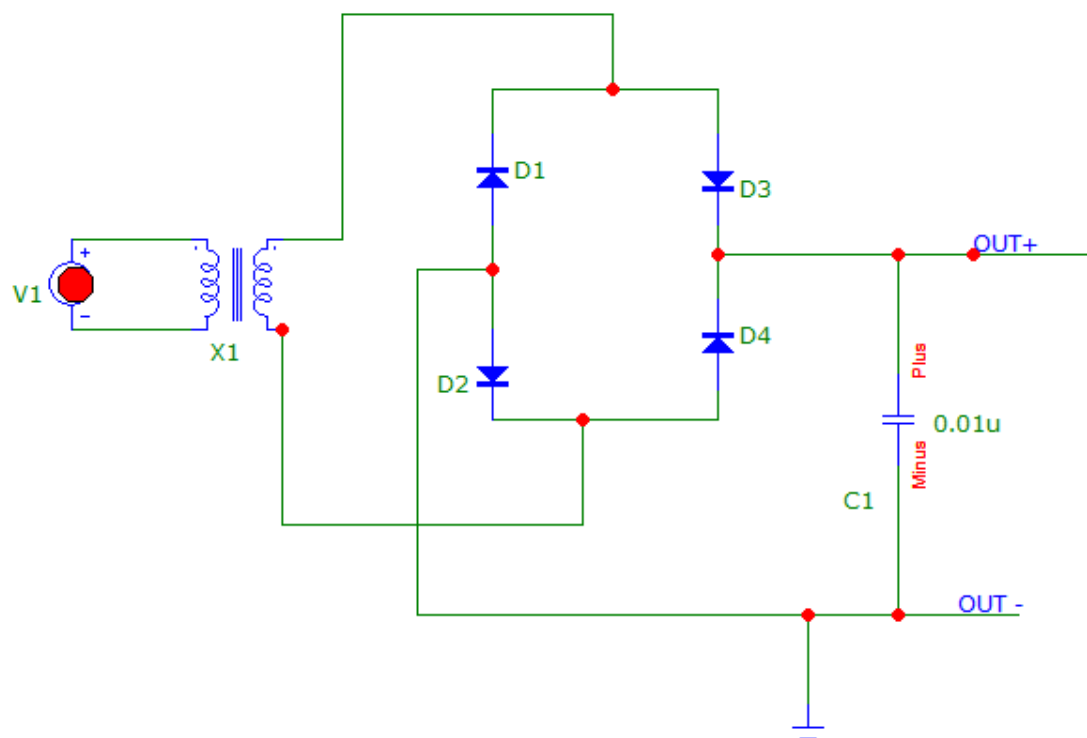 D1
D3
OUT+
+
V1
-
X1
D4
D2
Plus
0.01u
Minus
C1
OUT -